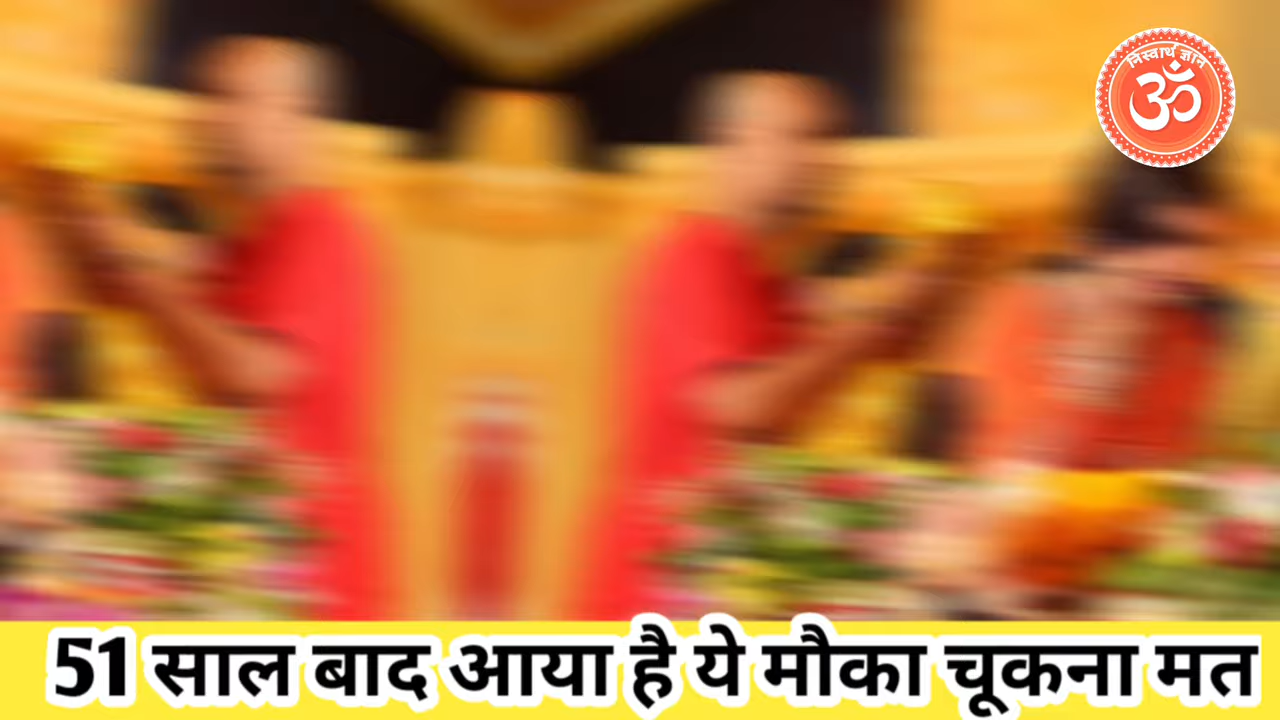 निस्वार्थ ज्ञान
ॐ
51 साल बाद आया है ये मौका चूकना मत